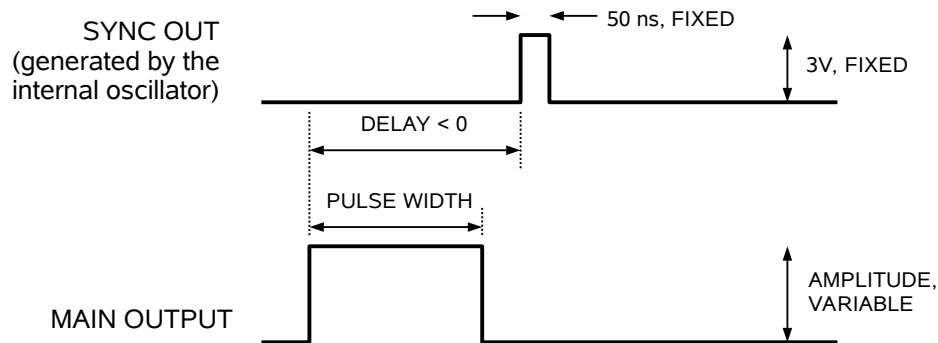 50 ns, FIXED
SYNC OUT
(generated by the
internal oscillator)
3V, FIXED
DELAY < 0
PULSE WIDTH
AMPLITUDE,
VARIABLE
MAIN OUTPUT